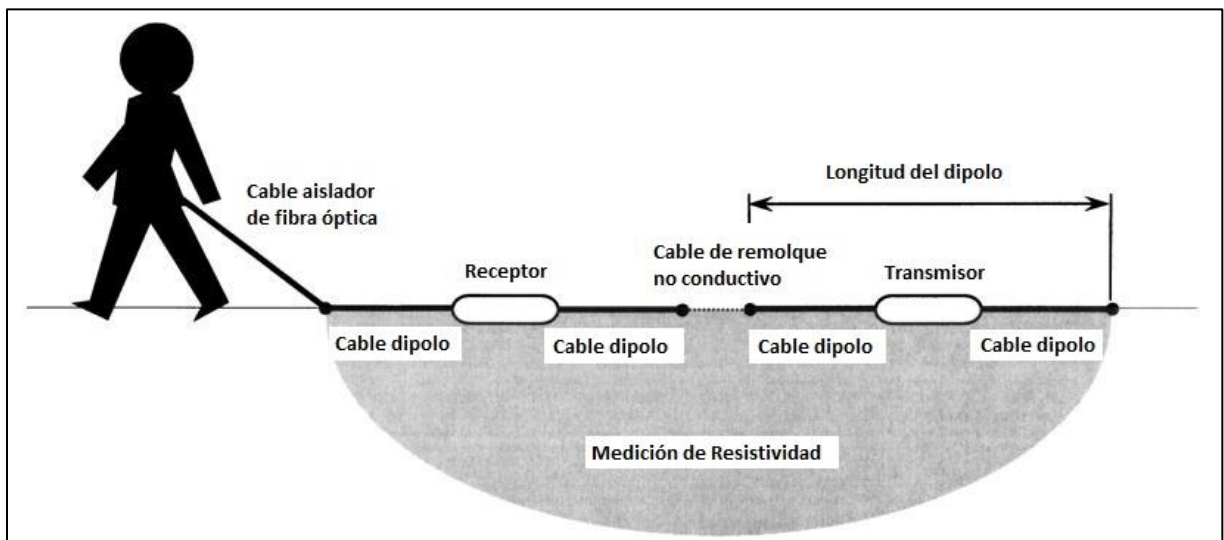 Longitud del dipolo
Cable aislador
de fibra óptica
Cable de remolque
no conductivo
Receptor
Transmisor
Cable dipolo
Cable dipolo
Cable dipolo
Cable dipolo
Medición de Resistividad